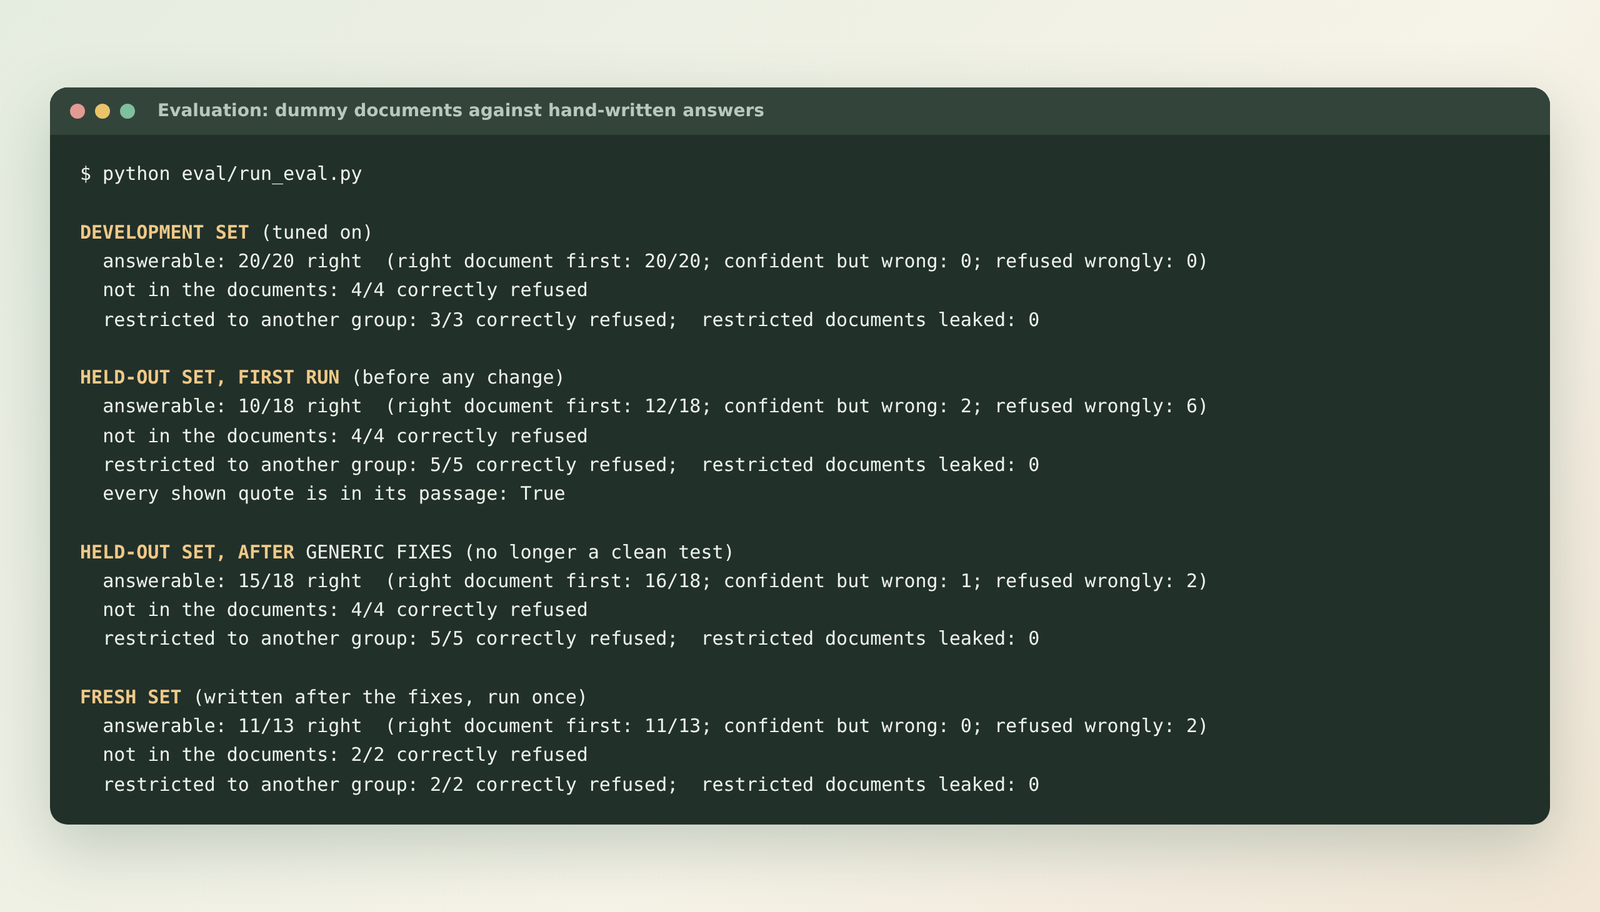 Evaluation: dummy documents against hand-written answers
$ python eval/run_eval.py
DEVELOPMENT SET (tuned on)
answerable: 20/20 right  (right document first: 20/20; confident but wrong: 0; refused wrongly: 0)
not in the documents: 4/4 correctly refused
restricted to another group: 3/3 correctly refused;  restricted documents leaked: 0
HELD-OUT SET, FIRST RUN (before any change)
answerable: 10/18 right  (right document first: 12/18; confident but wrong: 2; refused wrongly: 6)
not in the documents: 4/4 correctly refused
restricted to another group: 5/5 correctly refused;  restricted documents leaked: 0
every shown quote is in its passage: True
HELD-OUT SET, AFTER GENERIC FIXES (no longer a clean test)
answerable: 15/18 right  (right document first: 16/18; confident but wrong: 1; refused wrongly: 2)
not in the documents: 4/4 correctly refused
restricted to another group: 5/5 correctly refused;  restricted documents leaked: 0
FRESH SET (written after the fixes, run once)
answerable: 11/13 right  (right document first: 11/13; confident but wrong: 0; refused wrongly: 2)
not in the documents: 2/2 correctly refused
restricted to another group: 2/2 correctly refused;  restricted documents leaked: 0